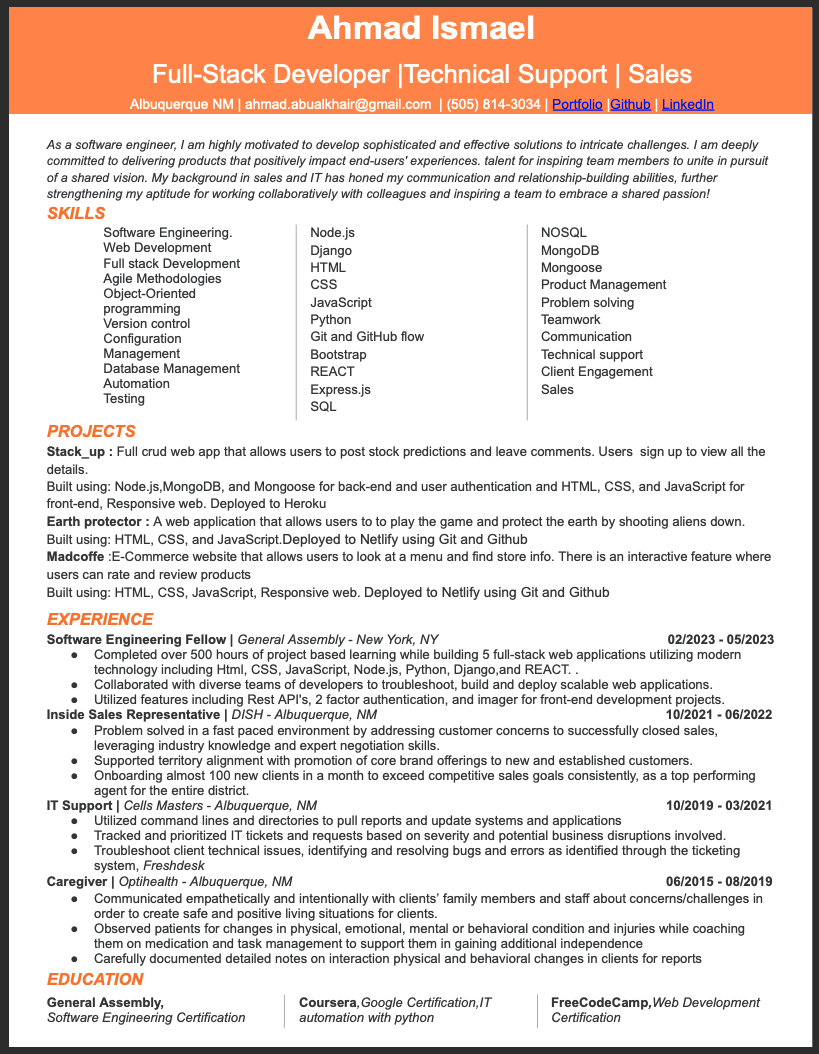 Ahmad Ismael
Full-Stack Developer |Technical Support | Sales
Albuquerque NM | ahmad.abualkhair@gmail.com | (505) 814-3034 | Portfolio |Github | LinkedIn
As a software engineer, I am highly motivated to develop sophisticated and effective solutions to intricate challenges. I am deeply
committed to delivering products that positively impact end-users' experiences. talent for inspiring team members to unite in pursuit
of a shared vision. My background in sales and IT has honed my communication and relationship-building abilities, further
strengthening my aptitude for working collaboratively with colleagues and inspiring a team to embrace a shared passion!
SKILLS
Software Engineering.
Web Development
Full stack Development
Agile Methodologies
Object-Oriented
programming
Version control
Configuration
Management
Database Management
Automation
Testing
Node.js
Django
HTML
CSS
JavaScript
Python
Git and GitHub flow
Bootstrap
REACT
Express.js
SQL
NOSQL
MongoDB
Mongoose
Product Management
Problem solving
Teamwork
Communication
Technical support
Client Engagement
Sales
PROJECTS
Stack_up : Full crud web app that allows users to post stock predictions and leave comments. Users sign up to view all the
details.
Built using: Node.js,MongoDB, and Mongoose for back-end and user authentication and HTML, CSS, and JavaScript for
front-end, Responsive web. Deployed to Heroku
Earth protector : A web application that allows users to to play the game and protect the earth by shooting aliens down.
Built using: HTML, CSS, and JavaScript.Deployed to Netlify using Git and Github
Madcoffe :E-Commerce website that allows users to look at a menu and find store info. There is an interactive feature where
users can rate and review products
Built using: HTML, CSS, JavaScript, Responsive web. Deployed to Netlify using Git and Github
EXPERIENCE
Software Engineering Fellow | General Assembly - New York, NY 02/2023 - 05/2023
● Completed over 500 hours of project based learning while building 5 full-stack web applications utilizing modern
technology including Html, CSS, JavaScript, Node.js, Python, Django,and REACT. .
● Collaborated with diverse teams of developers to troubleshoot, build and deploy scalable web applications.
● Utilized features including Rest API's, 2 factor authentication, and imager for front-end development projects.
Inside Sales Representative | DISH - Albuquerque, NM 10/2021 - 06/2022
● Problem solved in a fast paced environment by addressing customer concerns to successfully closed sales,
leveraging industry knowledge and expert negotiation skills.
● Supported territory alignment with promotion of core brand offerings to new and established customers.
● Onboarding almost 100 new clients in a month to exceed competitive sales goals consistently, as a top performing
agent for the entire district.
IT Support | Cells Masters - Albuquerque, NM 10/2019 - 03/2021
● Utilized command lines and directories to pull reports and update systems and applications
● Tracked and prioritized IT tickets and requests based on severity and potential business disruptions involved.
● Troubleshoot client technical issues, identifying and resolving bugs and errors as identified through the ticketing
system, Freshdesk
Caregiver | Optihealth - Albuquerque, NM 06/2015 - 08/2019
● Communicated empathetically and intentionally with clients’ family members and staff about concerns/challenges in
order to create safe and positive living situations for clients.
● Observed patients for changes in physical, emotional, mental or behavioral condition and injuries while coaching
them on medication and task management to support them in gaining additional independence
● Carefully documented detailed notes on interaction physical and behavioral changes in clients for reports
EDUCATION
General Assembly,
Software Engineering Certification
Coursera,Google Certification,IT
automation with python
FreeCodeCamp,Web Development
Certification